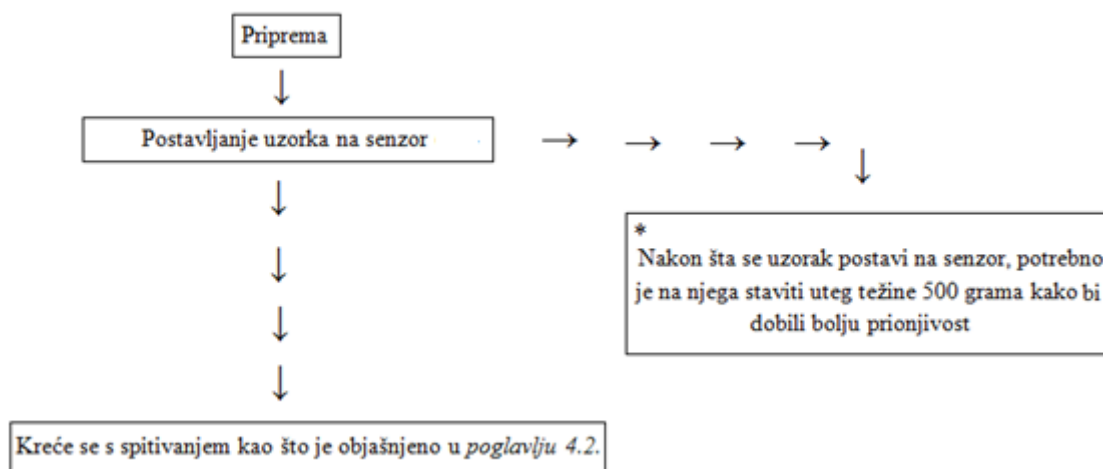 Priprema
Postavljanje uzorka na senzor
*
Nakon šta se uzorak postavi na senzor, potrebno
je na njega staviti uteg težine 500 grama kako bi
dobili bolju prionjivost
Kreće se s spitivanjem kao što je objašnjeno u poglavlju 4.2.